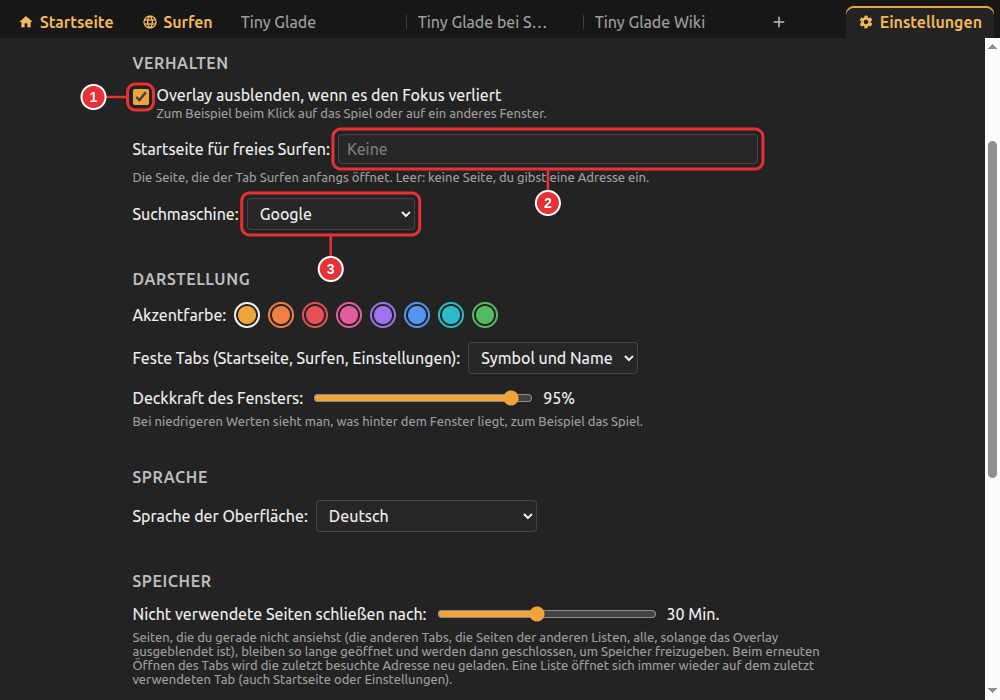 Startseite Surfen Tiny Glade Tiny Glade bei S... Tiny Glade Wiki + Einstellungen
VERHALTEN
1 Overlay ausblenden, wenn es den Fokus verliert
Zum Beispiel beim Klick auf das Spiel oder auf ein anderes Fenster.
Startseite für freies Surfen: Keine
Die Seite, die der Tab Surfen anfangs öffnet. Leer: keine Seite, du gibst eine Adresse ein.
2
Suchmaschine: Google
3
DARSTELLUNG
Akzentfarbe:
Feste Tabs (Startseite, Surfen, Einstellungen): Symbol und Name
Deckkraft des Fensters: 95%
Bei niedrigeren Werten sieht man, was hinter dem Fenster liegt, zum Beispiel das Spiel.
SPRACHE
Sprache der Oberfläche: Deutsch
SPEICHER
Nicht verwendete Seiten schließen nach: 30 Min.
Seiten, die du gerade nicht ansiehst (die anderen Tabs, die Seiten der anderen Listen, alle, solange das Overlay
ausgeblendet ist), bleiben so lange geöffnet und werden dann geschlossen, um Speicher freizugeben. Beim erneuten
Öffnen des Tabs wird die zuletzt besuchte Adresse neu geladen. Eine Liste öffnet sich immer wieder auf dem zuletzt
verwendeten Tab (auch Startseite oder Einstellungen).